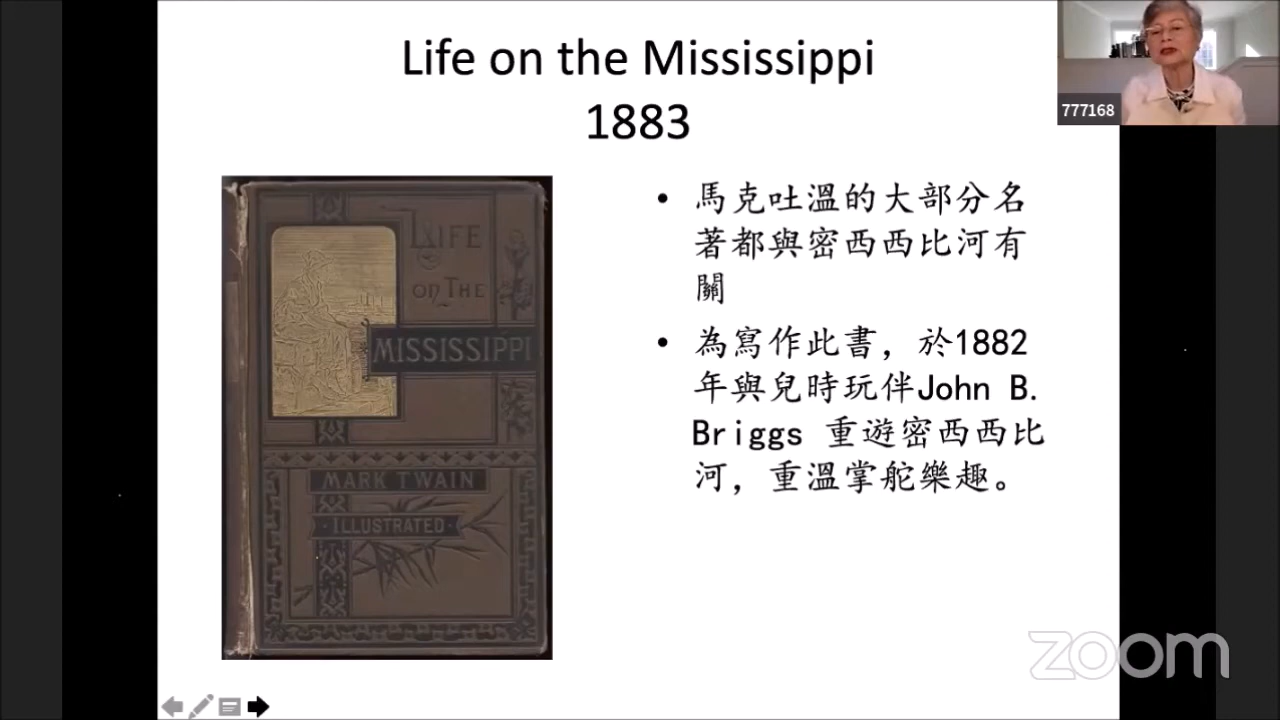 Life on the Mississippi
1883
777168
LIFE
ON THE
MISSISSIPPI
MARK TWAIN
·ILLUSTRATED·
• 馬克吐溫的大部分名
著都與密西西比河有
關
• 為寫作此書，於1882
年與兒時玩伴John B.
Briggs 重遊密西西比
河，重溫掌舵樂趣。
zoom